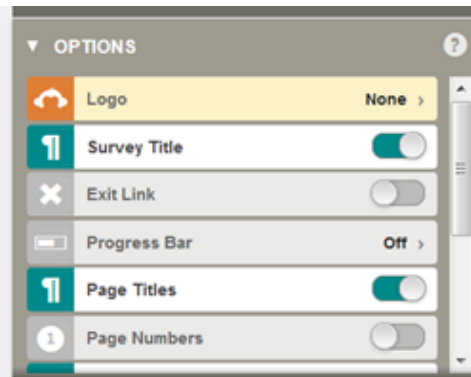 OPTIONS ?
Logo None
Survey Title
Exit Link
Progress Bar Off
Page Titles
1 Page Numbers